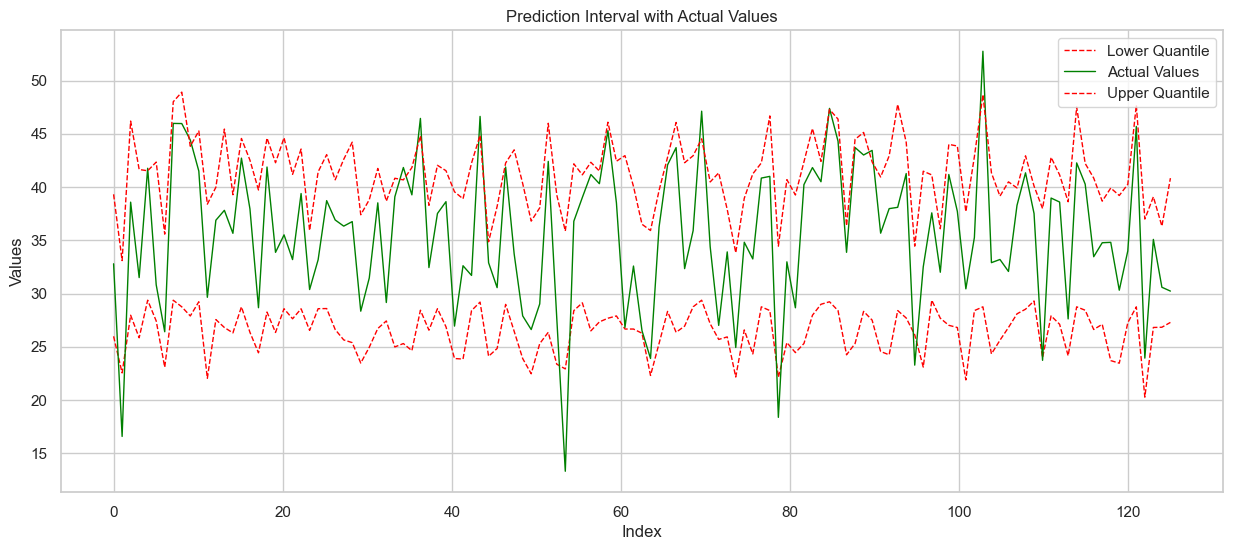 Prediction Interval with Actual Values
Lower Quantile
Actual Values
Upper Quantile
Values
50
45
40
35
30
25
20
15
0
20
40
60
80
100
120
Index